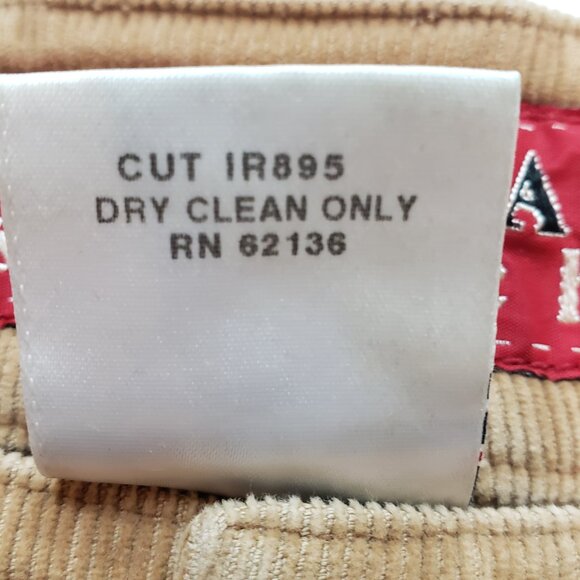 CUT IR895
DRY CLEAN ONLY
RN 62136
A